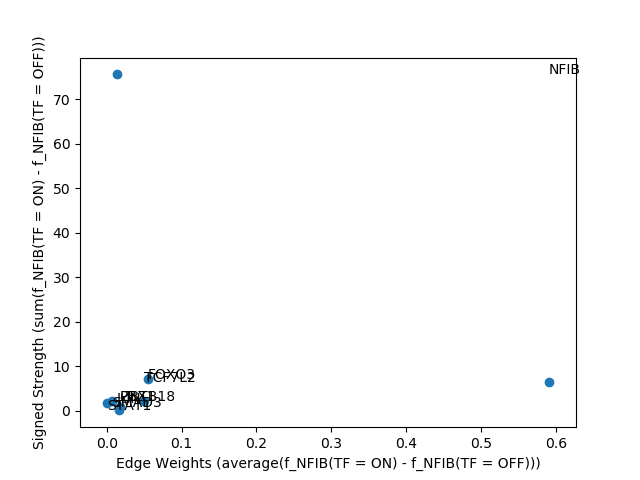 NFIB
FOXO3
TCF7L2
STAT1
Signed Strength (sum(f_NFIB(TF = ON) - f_NFIB(TF = OFF)))
70
60
50
40
30
20
10
0
0.0 0.1 0.2 0.3 0.4 0.5 0.6
Edge Weights (average(f_NFIB(TF = ON) - f_NFIB(TF = OFF)))